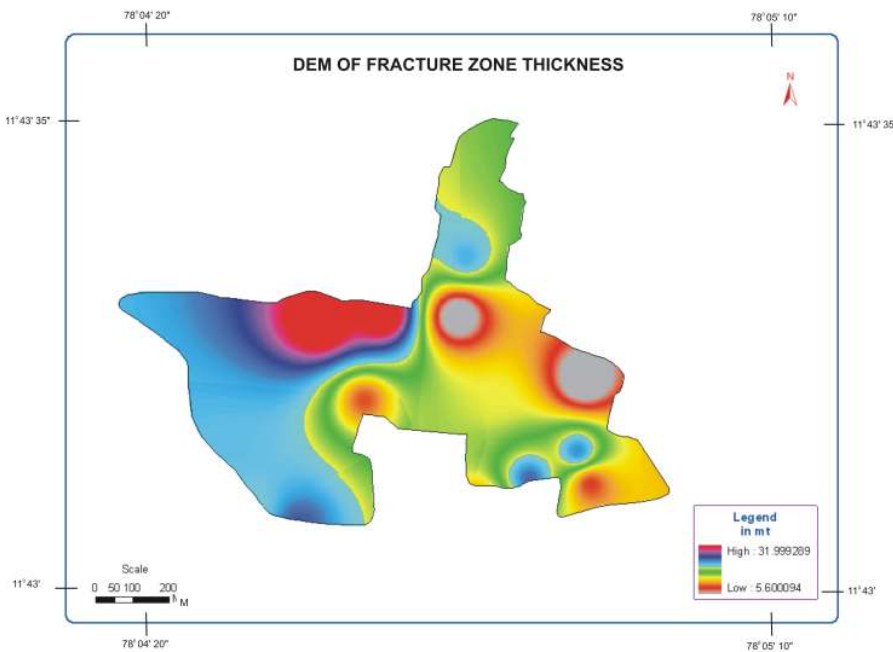 78° 04' 20"
78° 05' 10"
DEM OF FRACTURE ZONE THICKNESS
N
11° 43' 35"
11° 43' 35"
Legend
in mt
High : 31.999289
Low : 5.600094
Scale
0 50 100 200
M
11° 43'
11° 43'
78° 04' 20"
78° 05' 10"